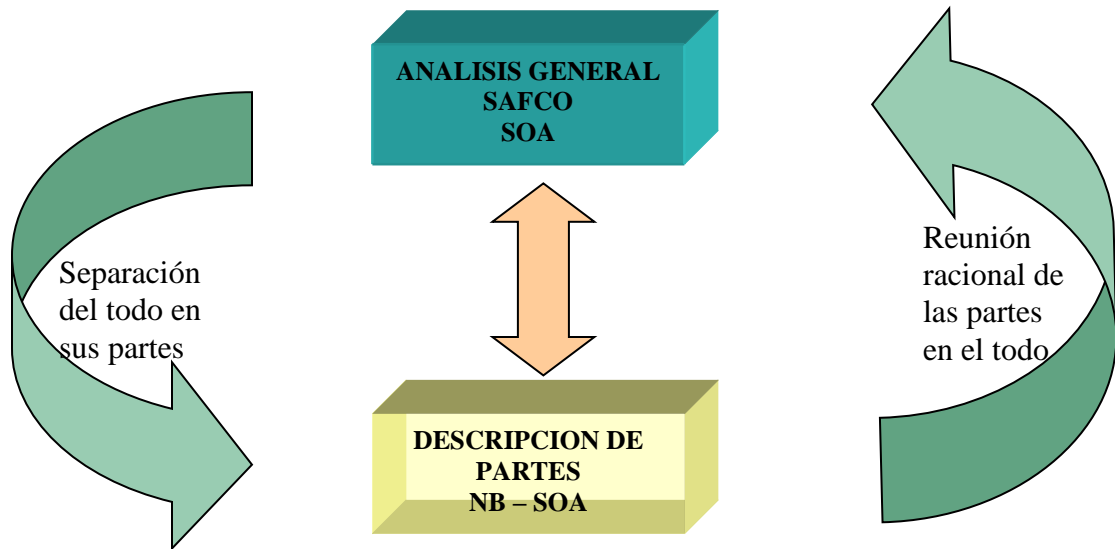 ANALISIS GENERAL
SAFCO
SOA
Separación
del todo en
sus partes
Reunión
racional de
las partes
en el todo
DESCRIPCION DE
PARTES
NB – SOA